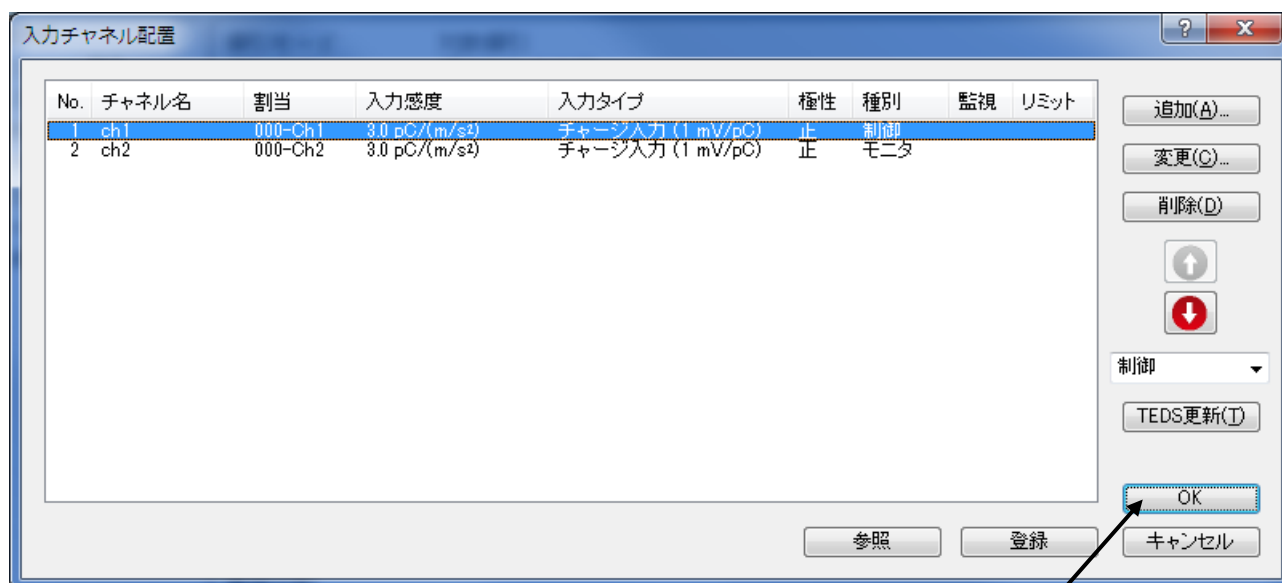 入力チャネル配置
No. チャネル名 割当 入力感度 入力タイプ 極性 種別 監視 リミット
1 ch1 000-Ch1 3.0 pC/(m/s²) チャージ入力 (1 mV/pC) 正 制御
2 ch2 000-Ch2 3.0 pC/(m/s²) チャージ入力 (1 mV/pC) 正 モニタ
追加(A)...
変更(C)...
削除(D)
制御
TEDS更新(T)
OK
参照 登録 キャンセル